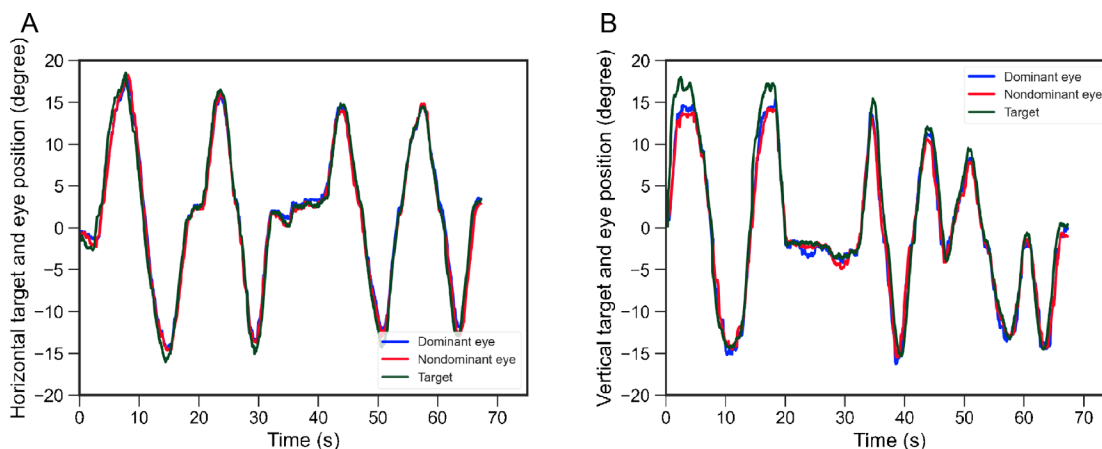 A
Horizontal target and eye position (degree)
20
15
10
5
0
−5
−10
−15
−20
0 10 20 30 40 50 60 70
Time (s)
Dominant eye
Nondominant eye
Target
B
Vertical target and eye position (degree)
20
15
10
5
0
−5
−10
−15
−20
0 10 20 30 40 50 60 70
Time (s)
Dominant eye
Nondominant eye
Target